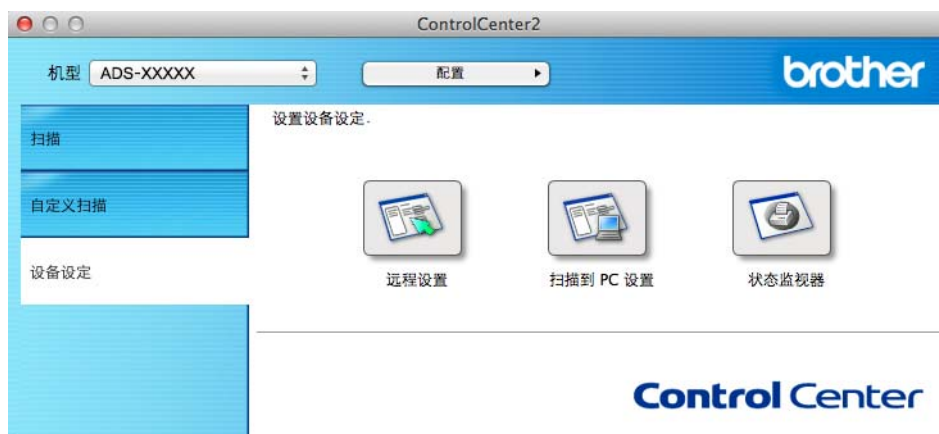 ControlCenter2
机型 ADS-XXXXX 配置
brother
扫描
自定义扫描
设备设定
设置设备设定.
远程设置 扫描到 PC 设置 状态监视器
Control Center